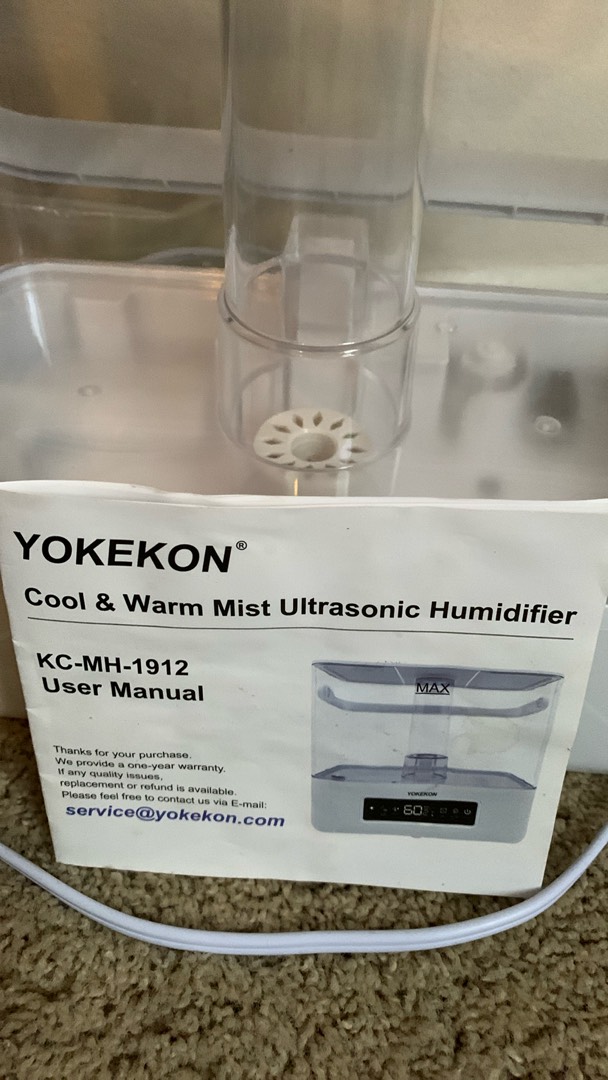 YOKEKON®
Cool & Warm Mist Ultrasonic Humidifier
KC-MH-1912
User Manual
MAX
Thanks for your purchase.
We provide a one-year warranty.
If any quality issues,
replacement or refund is available.
Please feel free to contact us via E-mail:
service@yokekon.com
YOKEKON
60